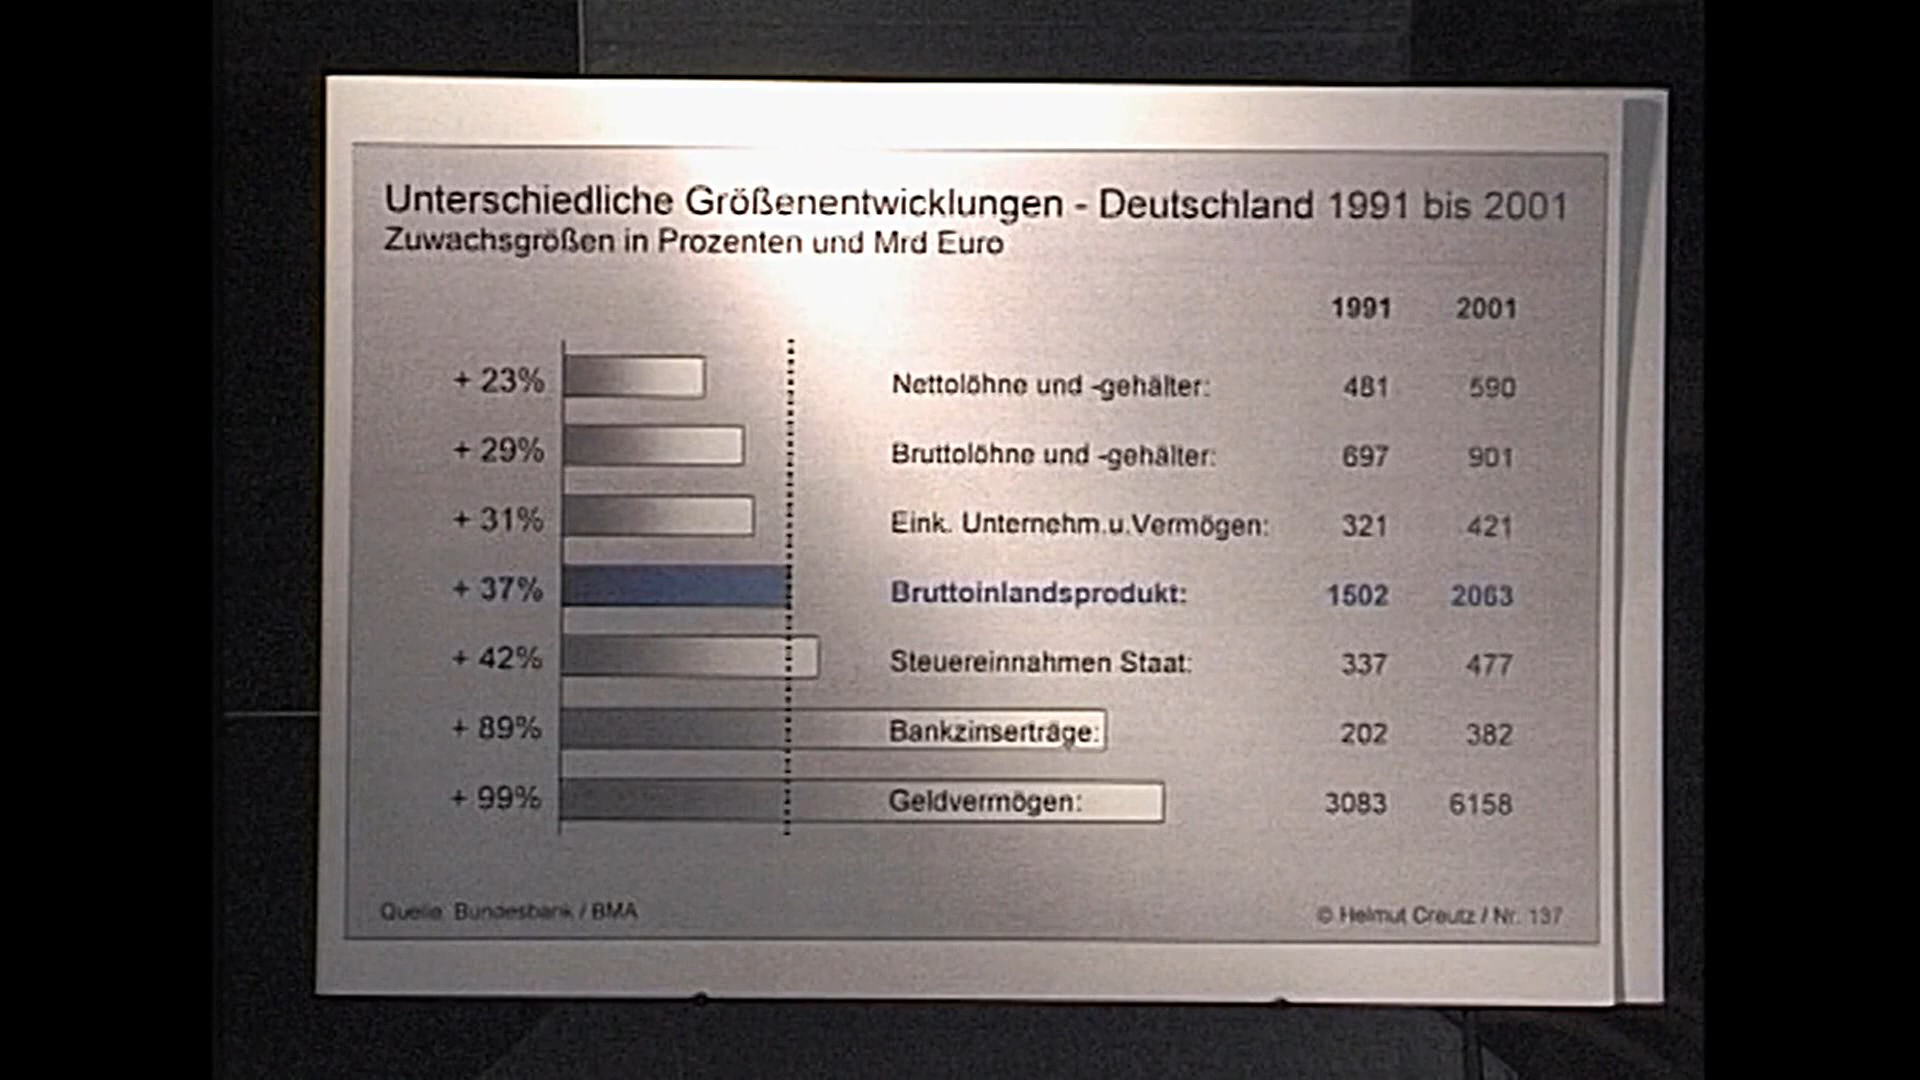 Unterschiedliche Größenentwicklungen - Deutschland 1991 bis 2001
Zuwachsgrößen in Prozenten und Mrd Euro
1991 2001
+ 23% Nettolöhne und -gehälter: 481 590
+ 29% Bruttolöhne und -gehälter: 697 901
+ 31% Eink. Unternehm.u.Vermögen: 321 421
+ 37% Bruttoinlandsprodukt: 1502 2063
+ 42% Steuereinnahmen Staat: 337 477
+ 89% Bankzinserträge: 202 382
+ 99% Geldvermögen: 3083 6158
Quelle: Bundesbank / BMA
© Helmut Creutz / Nr. 137